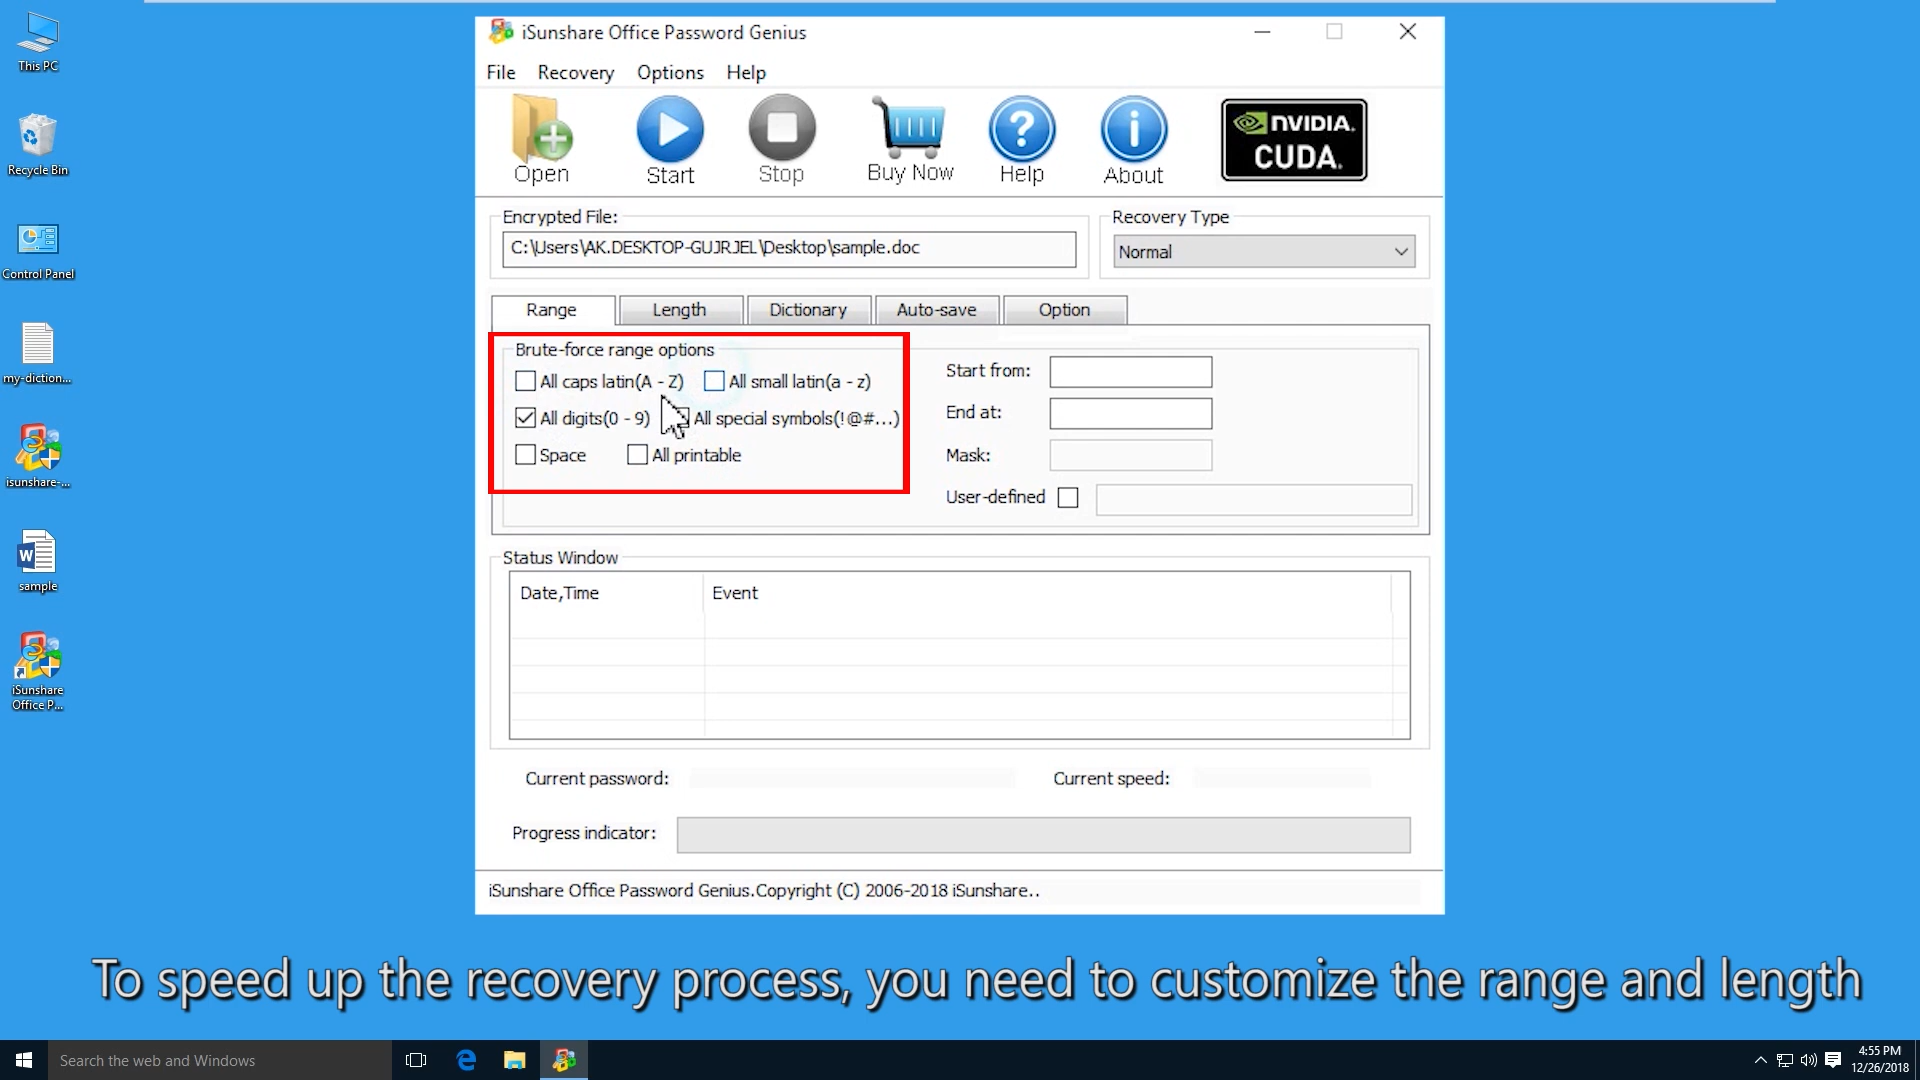 This PC
Recycle Bin
Control Panel
my-diction...
isunshare-...
sample
iSunshare
Office P...
iSunshare Office Password Genius
File Recovery Options Help
Open Start Stop Buy Now Help About
NVIDIA.
CUDA.
Encrypted File:
C:\Users\AK.DESKTOP-GUJRJEL\Desktop\sample.doc
Recovery Type
Normal
Range Length Dictionary Auto-save Option
Brute-force range options
All caps latin(A - Z) All small latin(a - z)
All digits(0 - 9) All special symbols(!@#...)
Space All printable
Start from:
End at:
Mask:
User-defined
Status Window
Date,Time Event
Current password: Current speed:
Progress indicator:
iSunshare Office Password Genius.Copyright (C) 2006-2018 iSunshare..
To speed up the recovery process, you need to customize the range and length
Search the web and Windows
4:55 PM
12/26/2018